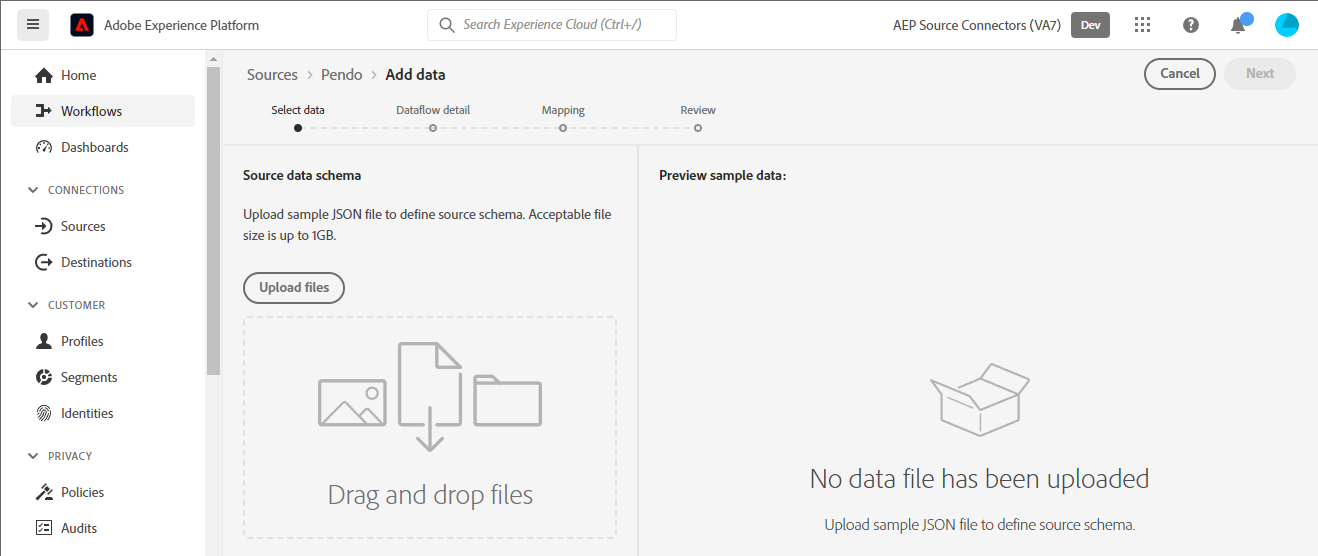 Adobe Experience Platform
Search Experience Cloud (Ctrl+/)
AEP Source Connectors (VA7)
Dev
Home
Workflows
Dashboards
CONNECTIONS
Sources
Destinations
CUSTOMER
Profiles
Segments
Identities
PRIVACY
Policies
Audits
Sources > Pendo > Add data
Cancel
Next
Select data
Dataflow detail
Mapping
Review
Source data schema
Upload sample JSON file to define source schema. Acceptable file
size is up to 1GB.
Upload files
Drag and drop files
Preview sample data:
No data file has been uploaded
Upload sample JSON file to define source schema.